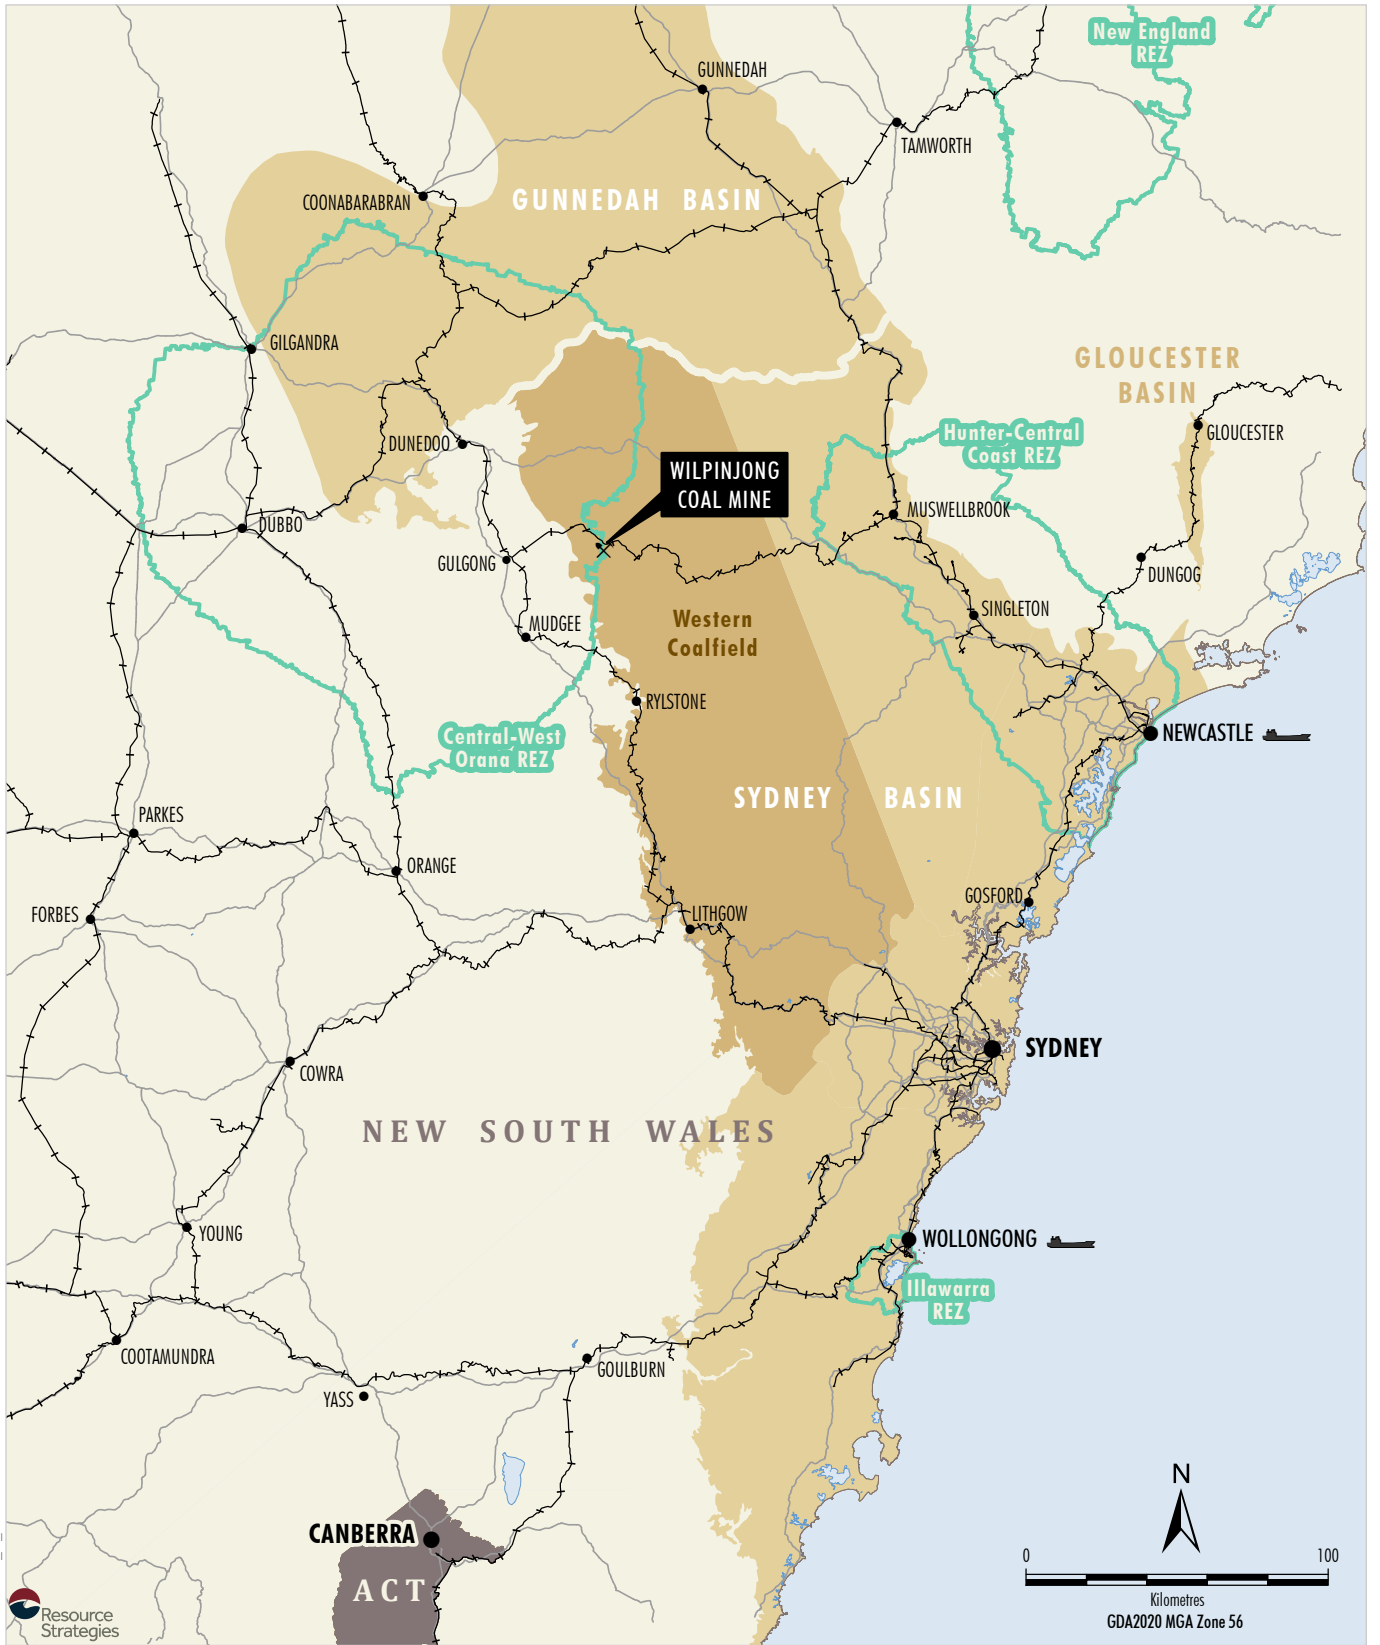 New England
REZ
GUNNEDAH
TAMWORTH
COONABARABRAN
GUNNEDAH BASIN
GILGANDRA
GLOUCESTER
BASIN
DUNEDOO
Hunter-Central
Coast REZ
GLOUCESTER
WILPINJONG
COAL MINE
MUSWELLBROOK
DUBBO
GULGONG
DUNGOG
MUDGEE
Western
Coalfield
SINGLETON
RYLSTONE
Central-West
Orana REZ
NEWCASTLE
SYDNEY BASIN
PARKES
ORANGE
GOSFORD
FORBES
LITHGOW
SYDNEY
COWRA
NEW SOUTH WALES
YOUNG
WOLLONGONG
Illawarra
REZ
COOTAMUNDRA
GOULBURN
YASS
N
CANBERRA
ACT
0 100
Kilometres
GDA2020 MGA Zone 56
Resource
Strategies